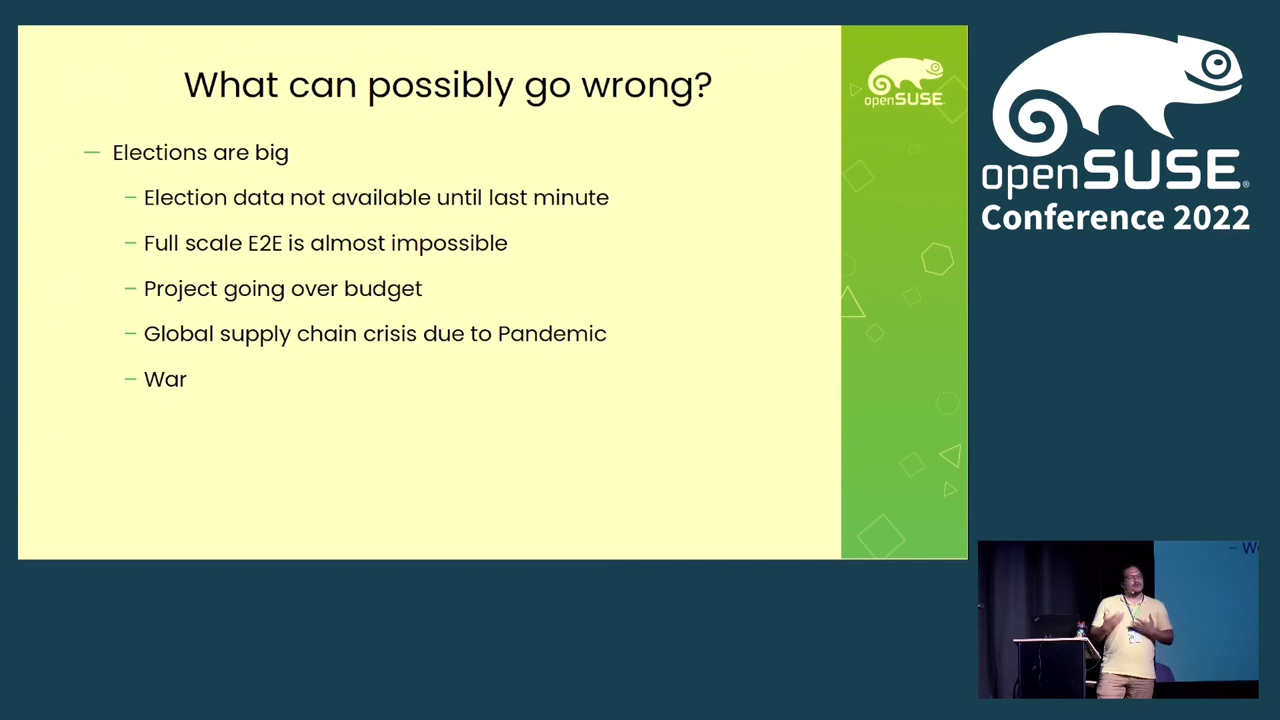 What can possibly go wrong?
— Elections are big
– Election data not available until last minute
– Full scale E2E is almost impossible
– Project going over budget
– Global supply chain crisis due to Pandemic
– War
openSUSE
openSUSE®
Conference 2022